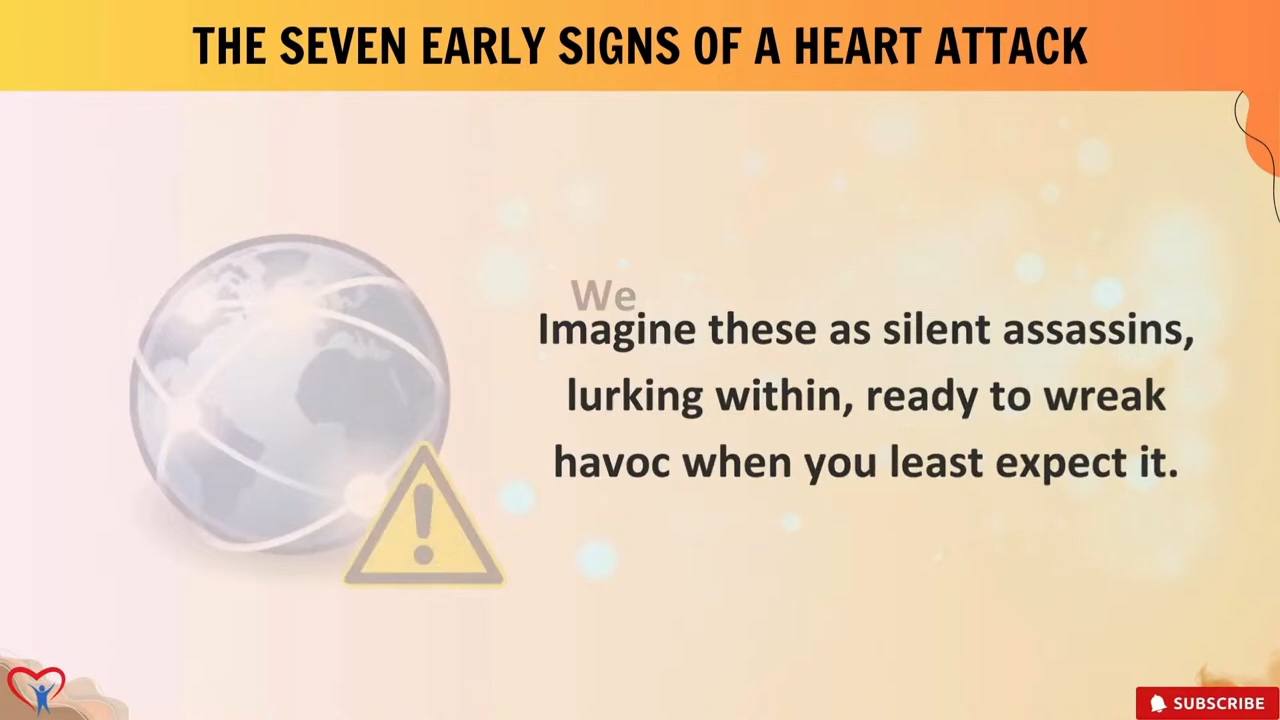 THE SEVEN EARLY SIGNS OF A HEART ATTACK
We
Imagine these as silent assassins,
lurking within, ready to wreak
havoc when you least expect it.
SUBSCRIBE